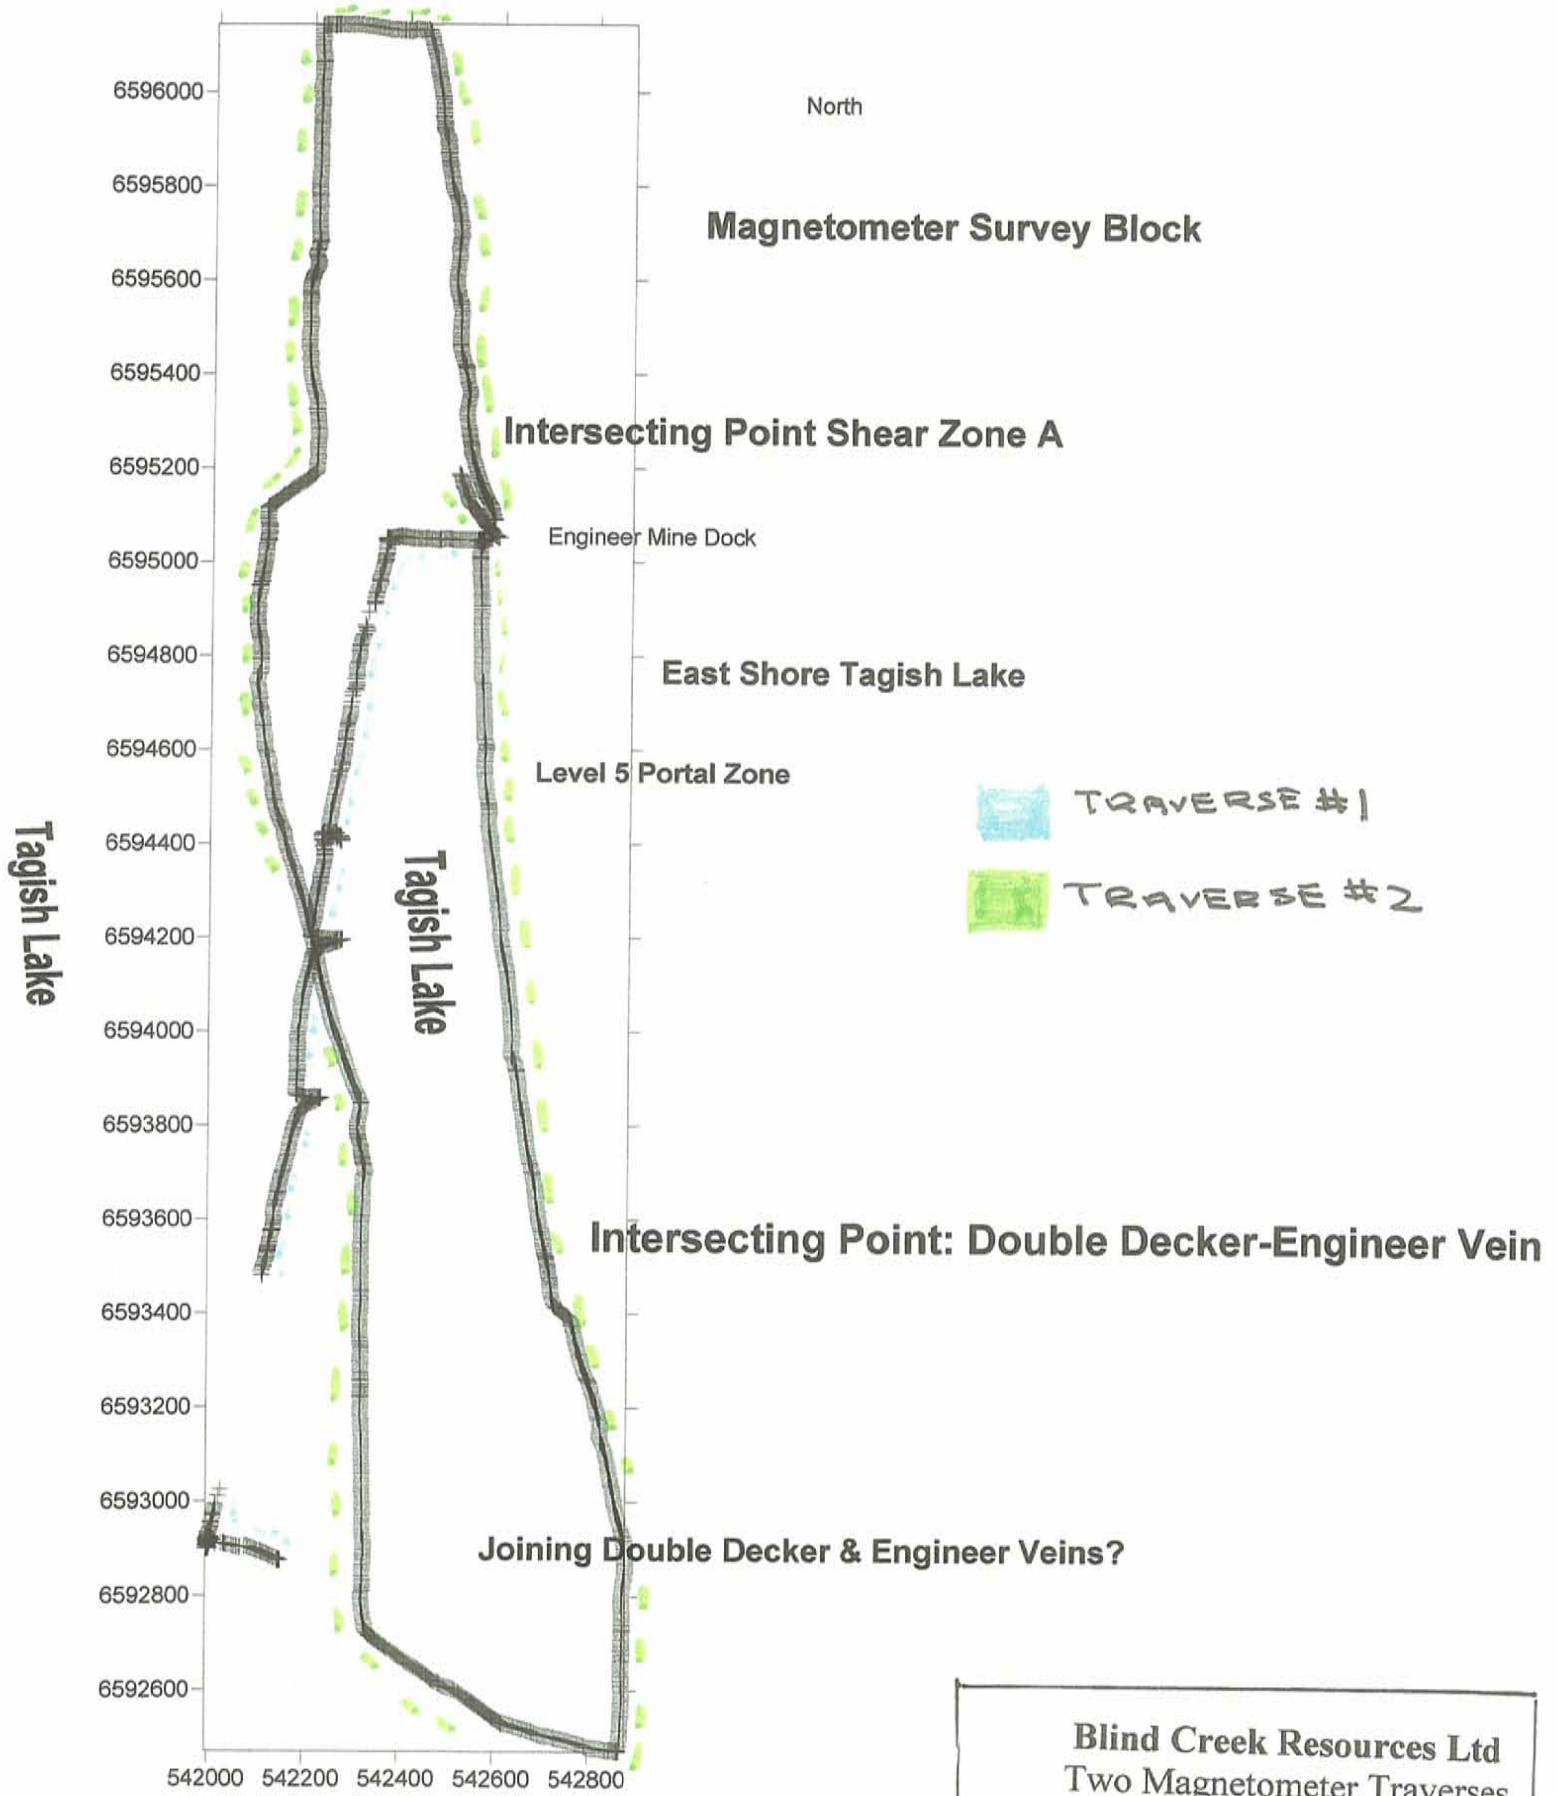 6596000
North
6595800
Magnetometer Survey Block
6595600
6595400
Intersecting Point Shear Zone A
6595200
Engineer Mine Dock
6595000
6594800
East Shore Tagish Lake
6594600
Level 5 Portal Zone
TRAVERSE #1
6594400
Tagish Lake
Tagish Lake
TRAVERSE #2
6594200
6594000
6593800
6593600
Intersecting Point: Double Decker-Engineer Vein
6593400
6593200
6593000
Joining Double Decker & Engineer Veins?
6592800
6592600
542000 542200 542400 542600 542800
Blind Creek Resources Ltd
Two Magnetometer Traverses